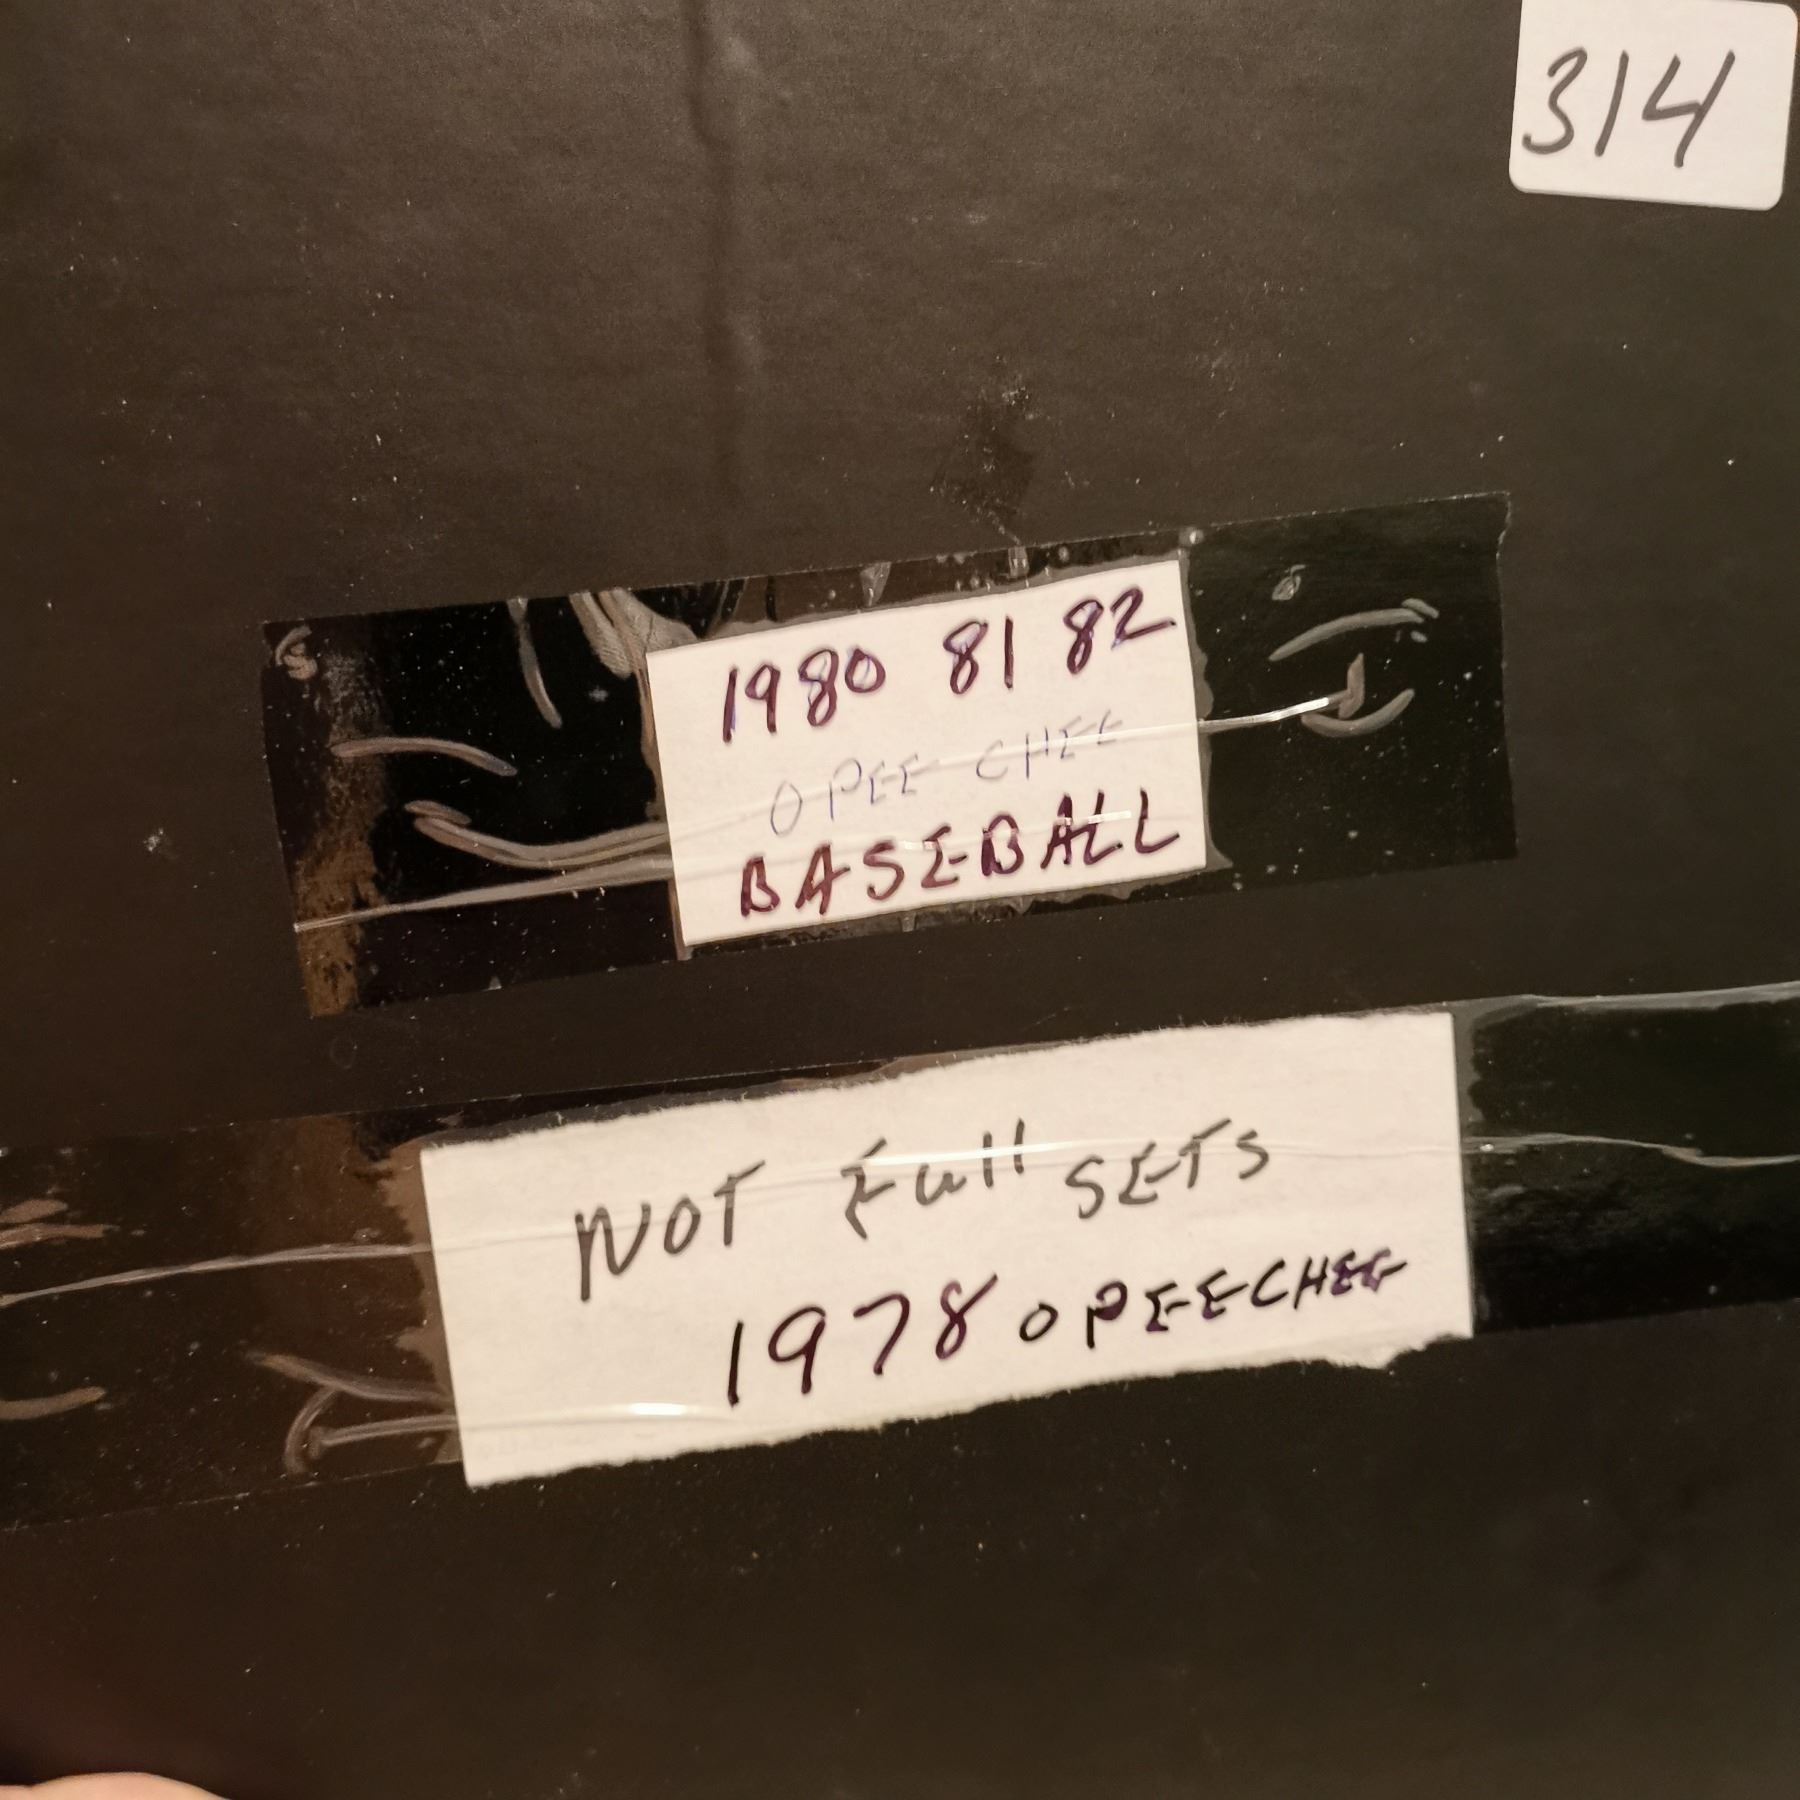 314
1980 81 82
OPEE CHEE
BASEBALL
NOT Full SETS
1978 OPEECHEE